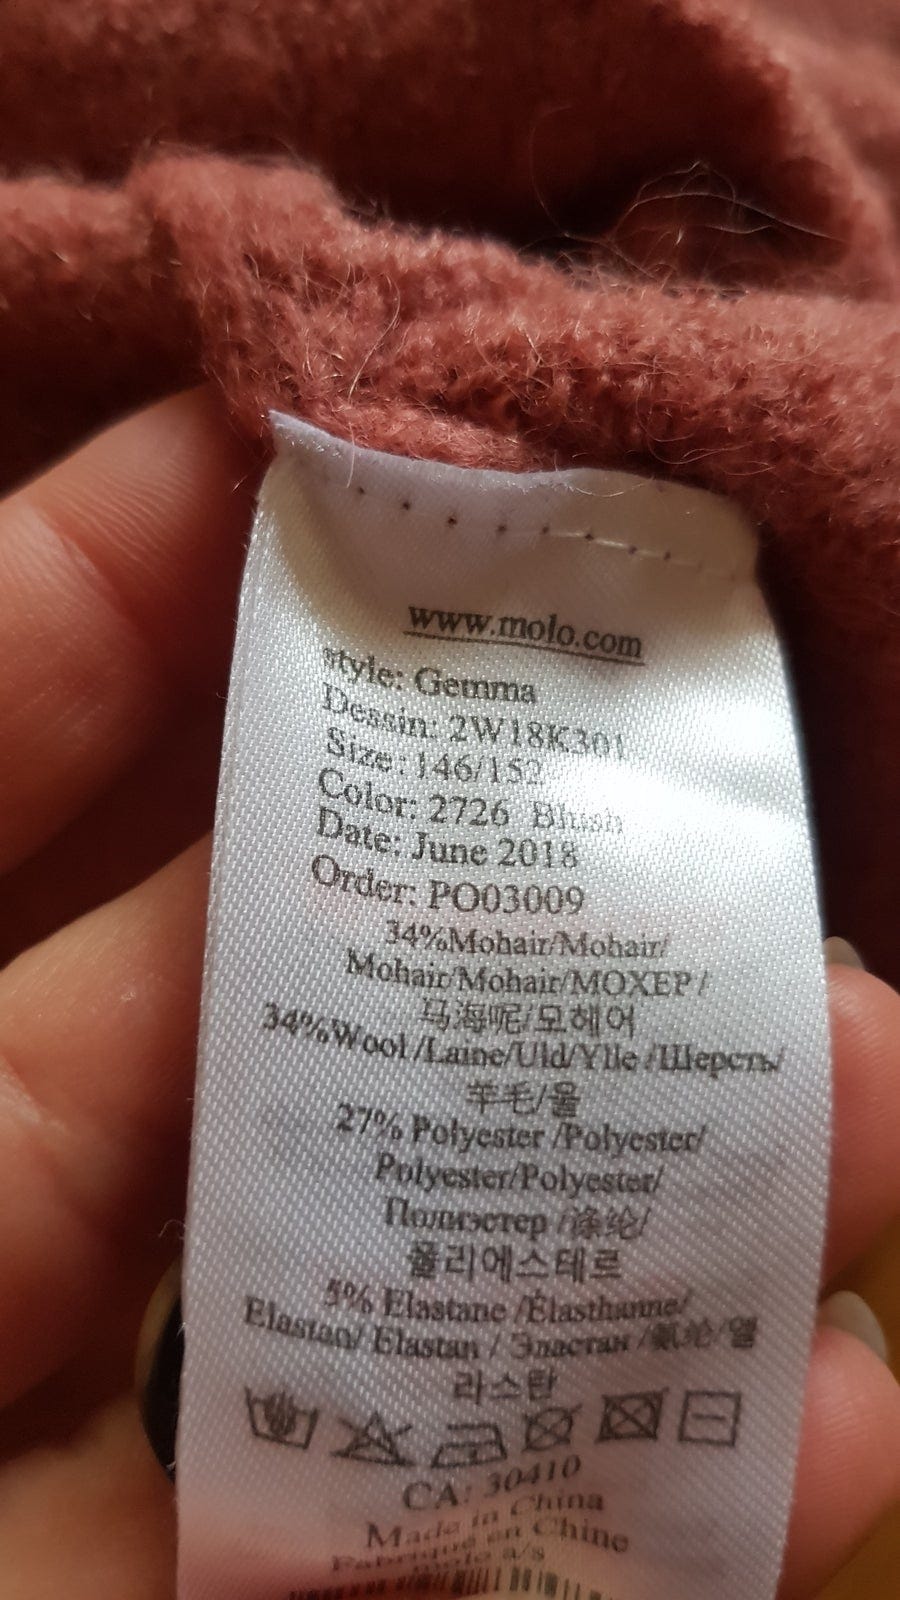 www.molo.com
style: Gemma
Dessin: 2W18K301
Size: 146/152
Color: 2726 Blush
Date: June 2018
Order: PO03009
34%Mohair/Mohair/
Mohair/Mohair/МОХЕР/
马海呢/모헤어
34%Wool/Laine/Uld/Ylle/Шерсть/
羊毛/울
27% Polyester /Polyester/
Polyester/Polyester/
Полиэстер /涤纶/
폴리에스테르
5% Elastane /Élasthanne/
Elastan/ Elastan / Эластан /氨纶/엘
라스탄
CA: 30410
Made in China
Fabriqué en Chine
molo a/s